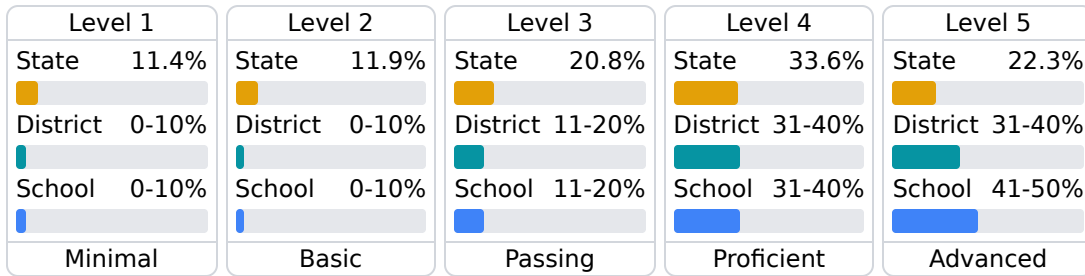 Level 1
State 11.4%
District 0-10%
School 0-10%
Minimal
Level 2
State 11.9%
District 0-10%
School 0-10%
Basic
Level 3
State 20.8%
District 11-20%
School 11-20%
Passing
Level 4
State 33.6%
District 31-40%
School 31-40%
Proficient
Level 5
State 22.3%
District 31-40%
School 41-50%
Advanced